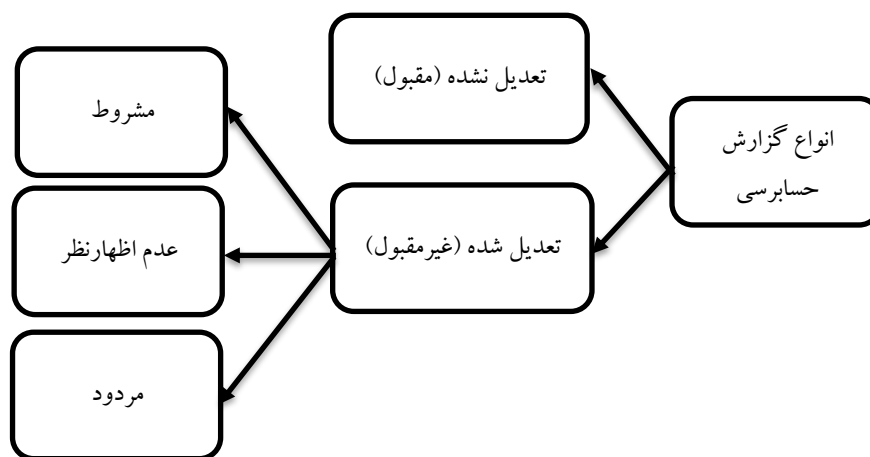 انواع گزارش
حسابرسی
تعدیل نشده (مقبول)
تعدیل شده (غیرمقبول)
مشروط
عدم اظهارنظر
مردود